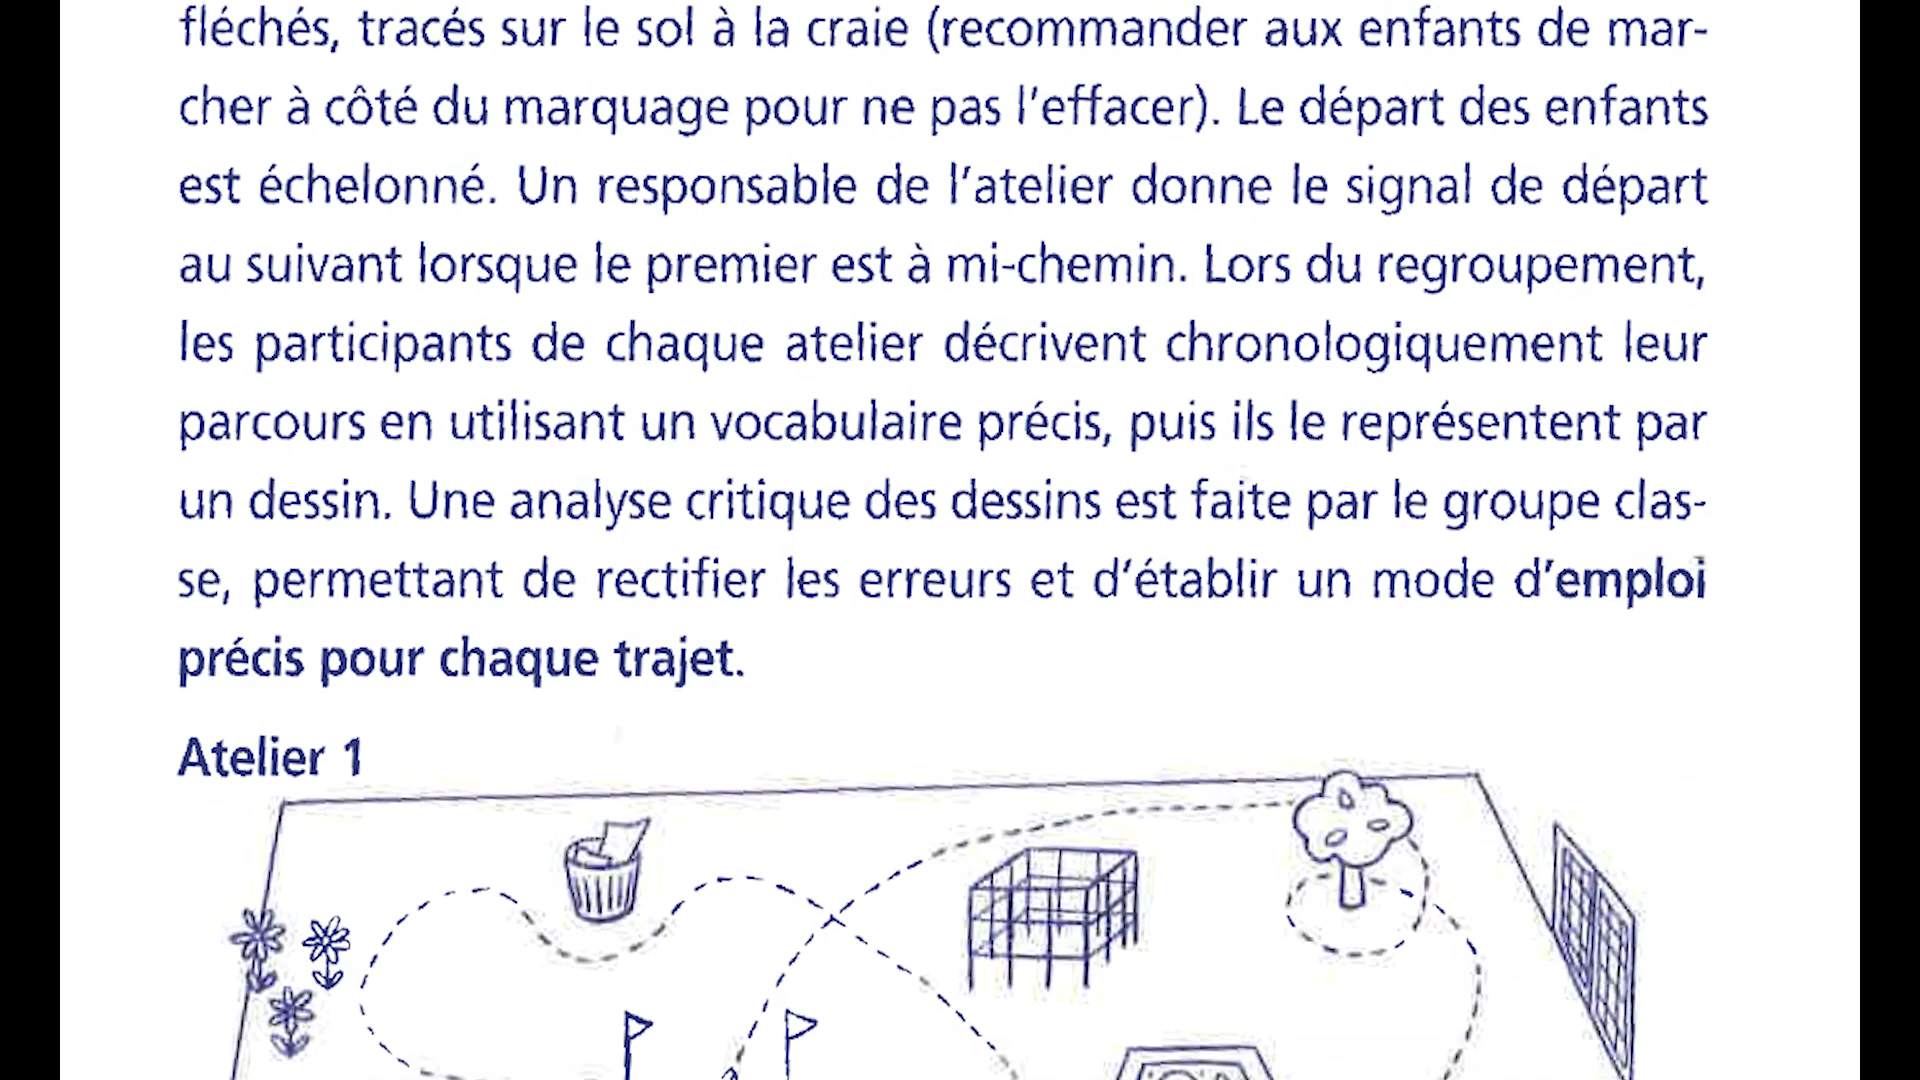 fléchés, tracés sur le sol à la craie (recommander aux enfants de mar-
cher à côté du marquage pour ne pas l'effacer). Le départ des enfants
est échelonné. Un responsable de l'atelier donne le signal de départ
au suivant lorsque le premier est à mi-chemin. Lors du regroupement,
les participants de chaque atelier décrivent chronologiquement leur
parcours en utilisant un vocabulaire précis, puis ils le représentent par
un dessin. Une analyse critique des dessins est faite par le groupe clas-
se, permettant de rectifier les erreurs et d'établir un mode d'emploi
précis pour chaque trajet.
Atelier 1